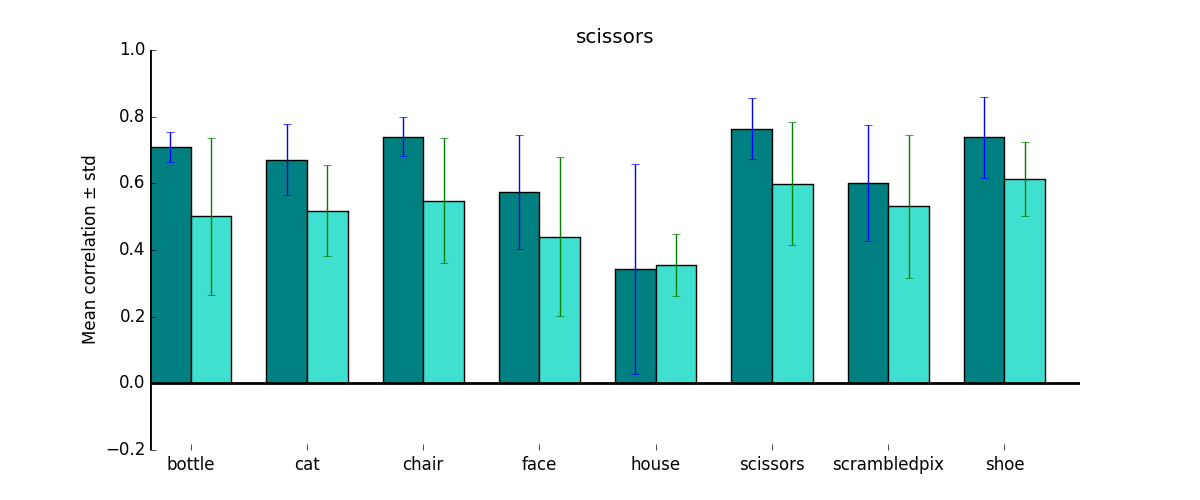 scissors
Mean correlation ± std
1.0
0.8
0.6
0.4
0.2
0.0
−0.2
bottle cat chair face house scissors scrambledpix shoe